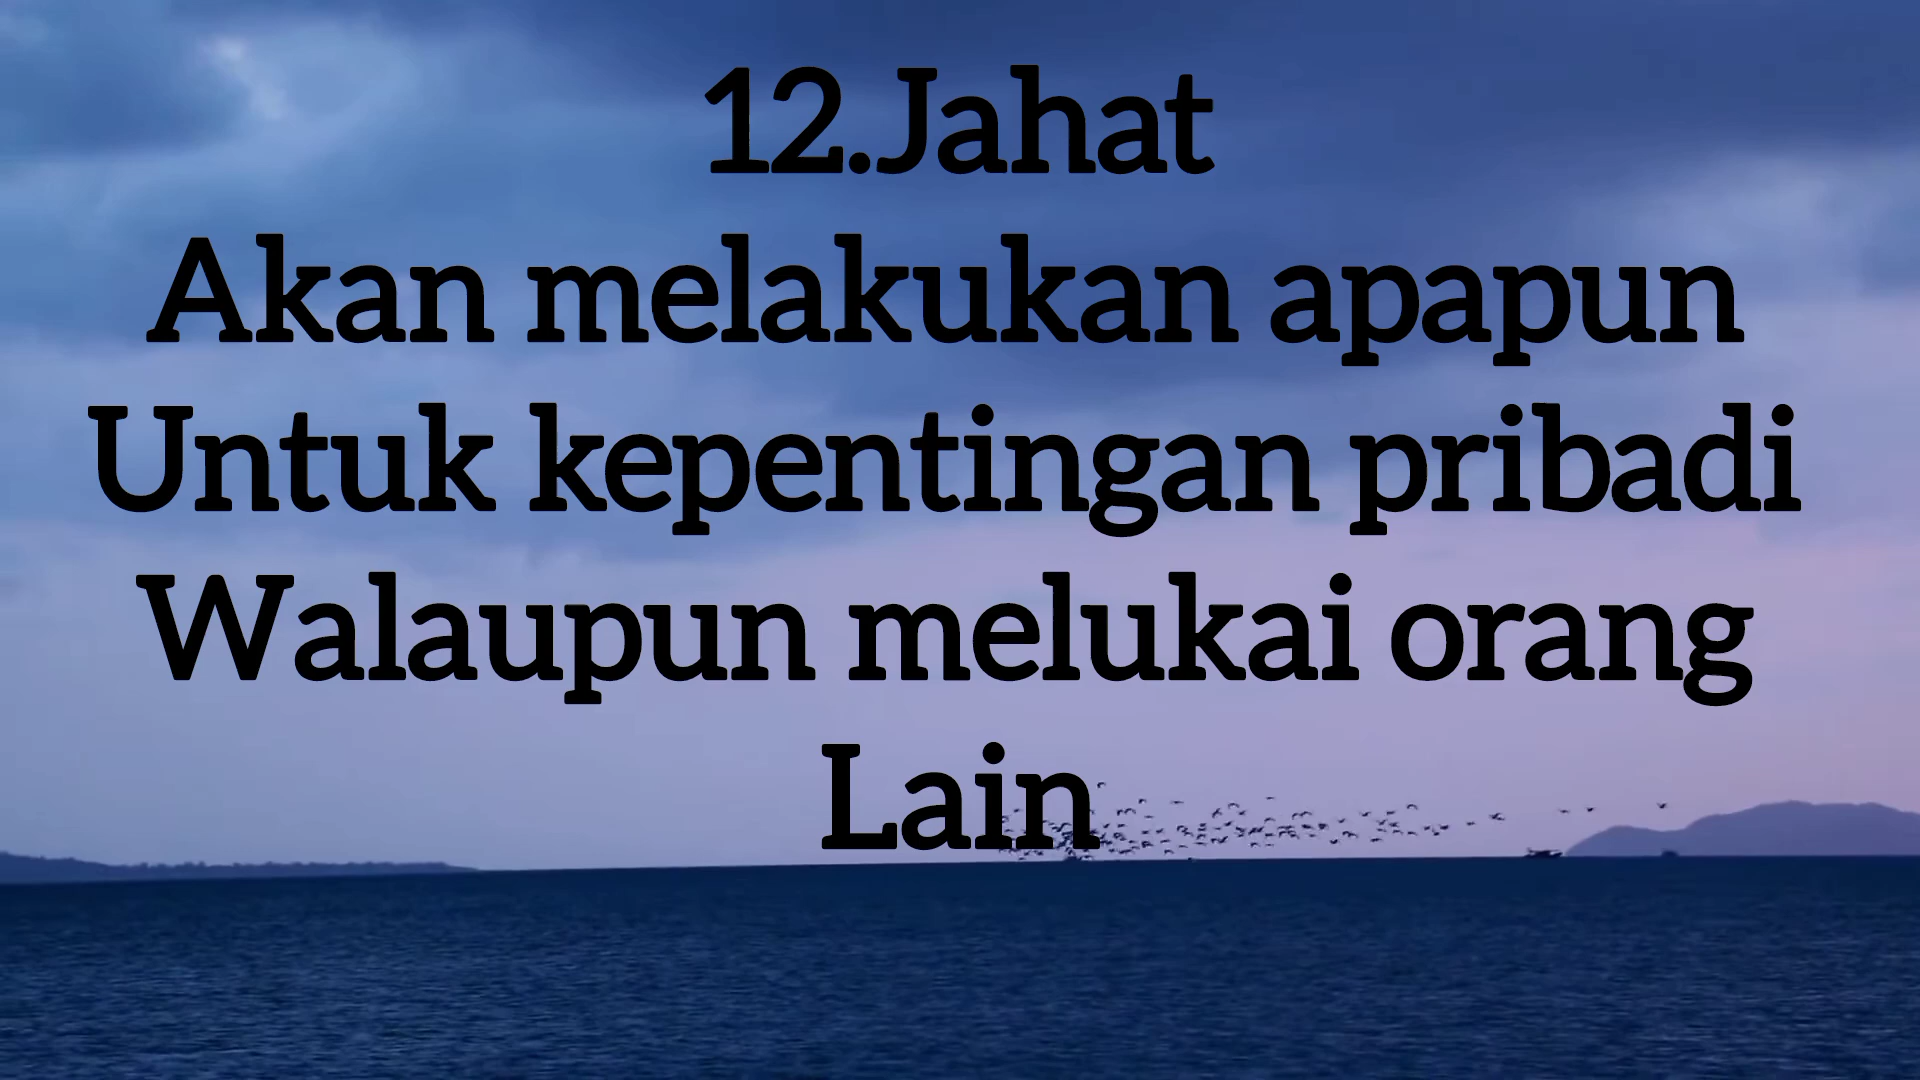 12.Jahat
Akan melakukan apapun
Untuk kepentingan pribadi
Walaupun melukai orang
Lain